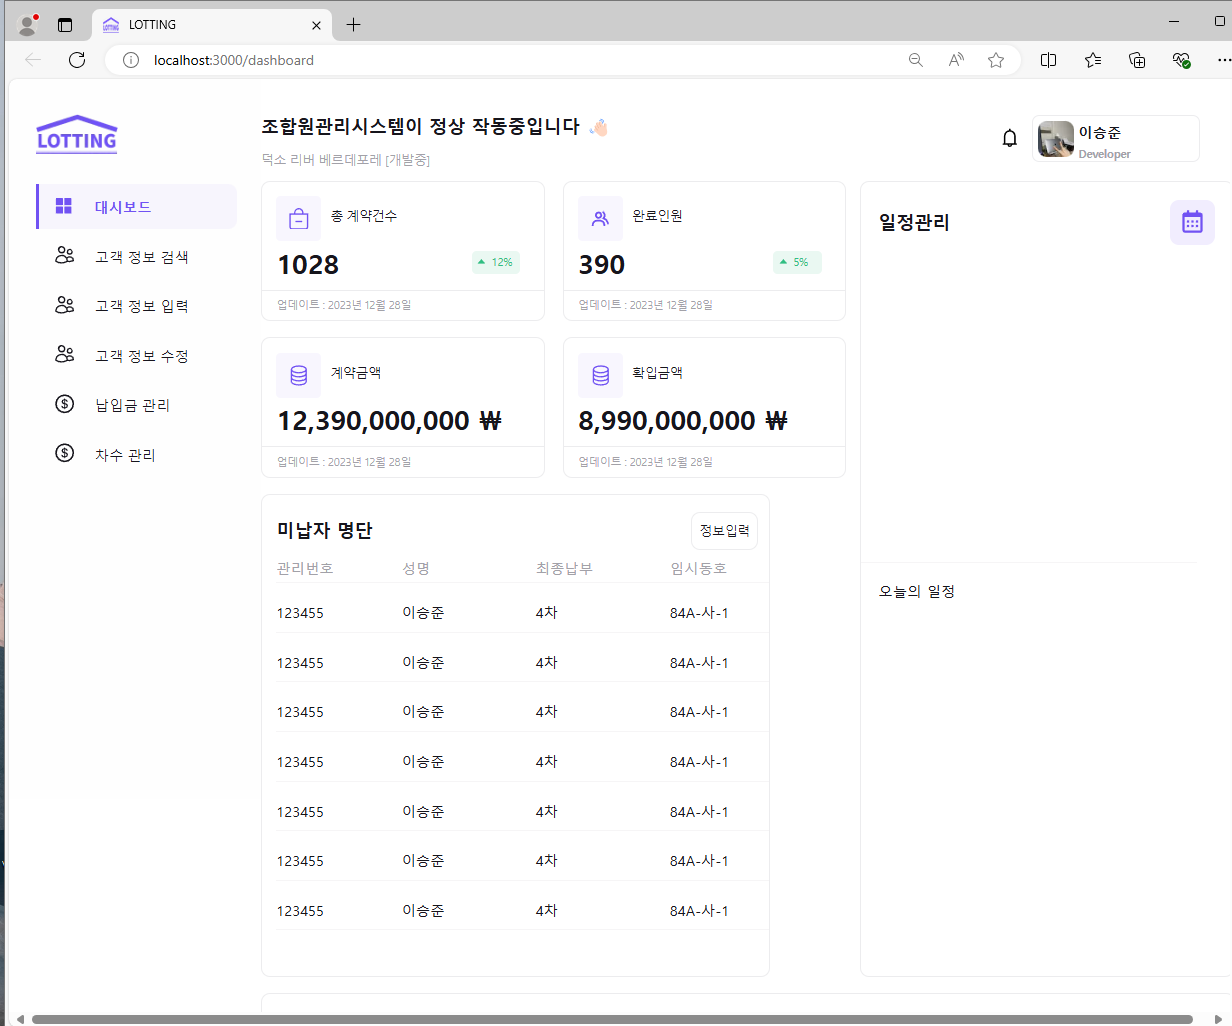 LOTTING
localhost:3000/dashboard
LOTTING
조합원관리시스템이 정상 작동중입니다
덕소 리버 베르데포레 [개발중]
이승준
Developer
대시보드
고객 정보 검색
고객 정보 입력
고객 정보 수정
납입금 관리
차수 관리
총 계약건수
1028
12%
업데이트 : 2023년 12월 28일
완료인원
390
5%
업데이트 : 2023년 12월 28일
계약금액
12,390,000,000 ₩
업데이트 : 2023년 12월 28일
확입금액
8,990,000,000 ₩
업데이트 : 2023년 12월 28일
일정관리
오늘의 일정
미납자 명단
정보입력
관리번호 성명 최종납부 임시동호
123455 이승준 4차 84A-사-1
123455 이승준 4차 84A-사-1
123455 이승준 4차 84A-사-1
123455 이승준 4차 84A-사-1
123455 이승준 4차 84A-사-1
123455 이승준 4차 84A-사-1
123455 이승준 4차 84A-사-1